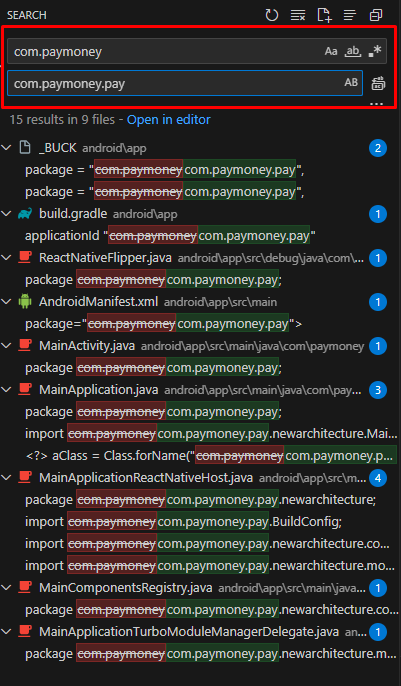 SEARCH
com.paymoney Aa ab .*
com.paymoney.pay AB
...
15 results in 9 files - Open in editor
_BUCK android\app 2
package = "com.paymoneycom.paymoney.pay",
package = "com.paymoneycom.paymoney.pay",
build.gradle android\app 1
applicationId "com.paymoneycom.paymoney.pay"
ReactNativeFlipper.java android\app\src\debug\java\com\... 1
package com.paymoneycom.paymoney.pay;
AndroidManifest.xml android\app\src\main 1
package="com.paymoneycom.paymoney.pay">
MainActivity.java android\app\src\main\java\com\paymoney 1
package com.paymoneycom.paymoney.pay;
MainApplication.java android\app\src\main\java\com\pay... 3
package com.paymoneycom.paymoney.pay;
import com.paymoneycom.paymoney.pay.newarchitecture.Mai...
<?> aClass = Class.forName("com.paymoneycom.paymoney.p...
MainApplicationReactNativeHost.java android\app\src\m... 4
package com.paymoneycom.paymoney.pay.newarchitecture;
import com.paymoneycom.paymoney.pay.BuildConfig;
import com.paymoneycom.paymoney.pay.newarchitecture.co...
import com.paymoneycom.paymoney.pay.newarchitecture.mo...
MainComponentsRegistry.java android\app\src\main\java... 1
package com.paymoneycom.paymoney.pay.newarchitecture.co...
MainApplicationTurboModuleManagerDelegate.java an... 1
package com.paymoneycom.paymoney.pay.newarchitecture.m...